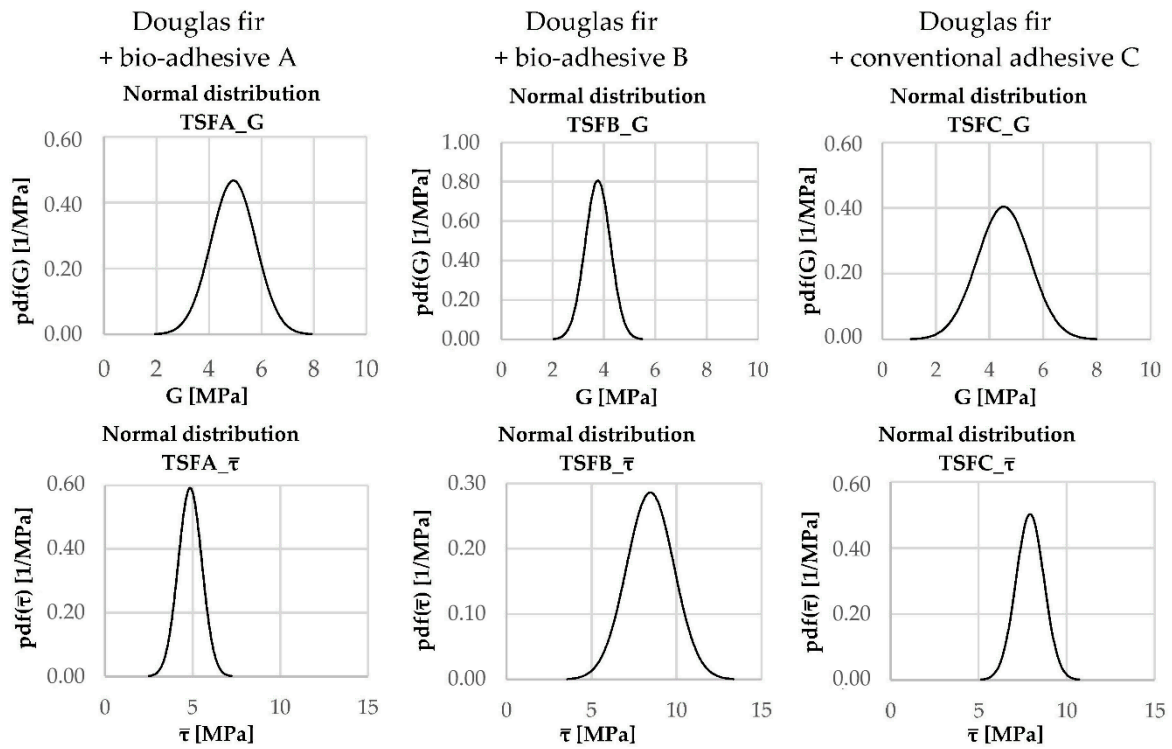 Douglas fir
+ bio-adhesive A
Douglas fir
+ bio-adhesive B
Douglas fir
+ conventional adhesive C
Normal distribution
TSFA_G
pdf(G) [1/MPa]
0.60
0.40
0.20
0.00
0 2 4 6 8 10
G [MPa]
Normal distribution
TSFB_G
pdf(G) [1/MPa]
1.00
0.80
0.60
0.40
0.20
0.00
0 2 4 6 8 10
G [MPa]
Normal distribution
TSFC_G
pdf(G) [1/MPa]
0.60
0.40
0.20
0.00
0 2 4 6 8 10
G [MPa]
Normal distribution
TSFA_τ̅
pdf(τ̅) [1/MPa]
0.60
0.40
0.20
0.00
0 5 10 15
τ̅ [MPa]
Normal distribution
TSFB_τ̅
pdf(τ̅) [1/MPa]
0.30
0.20
0.10
0.00
0 5 10 15
τ̅ [MPa]
Normal distribution
TSFC_τ̅
pdf(τ̅) [1/MPa]
0.60
0.40
0.20
0.00
0 5 10 15
τ̅ [MPa]